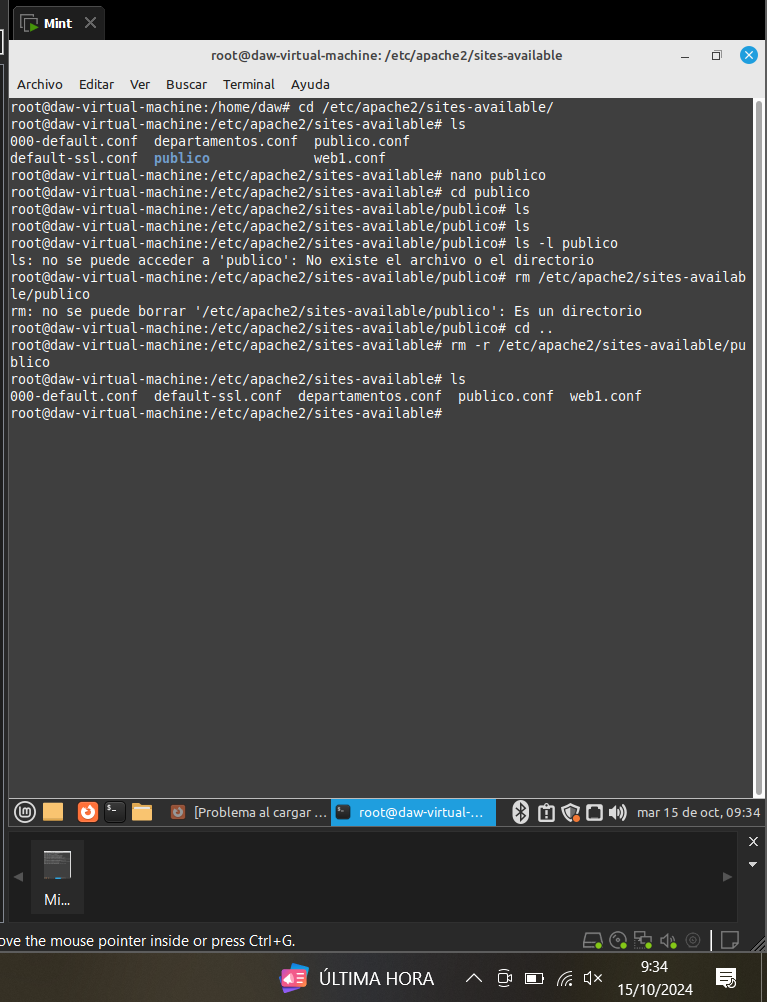 Mint
root@daw-virtual-machine: /etc/apache2/sites-available
Archivo Editar Ver Buscar Terminal Ayuda
root@daw-virtual-machine:/home/daw# cd /etc/apache2/sites-available/
root@daw-virtual-machine:/etc/apache2/sites-available# ls
000-default.conf departamentos.conf publico.conf
default-ssl.conf publico web1.conf
root@daw-virtual-machine:/etc/apache2/sites-available# nano publico
root@daw-virtual-machine:/etc/apache2/sites-available# cd publico
root@daw-virtual-machine:/etc/apache2/sites-available/publico# ls
root@daw-virtual-machine:/etc/apache2/sites-available/publico# ls
root@daw-virtual-machine:/etc/apache2/sites-available/publico# ls -l publico
ls: no se puede acceder a 'publico': No existe el archivo o el directorio
root@daw-virtual-machine:/etc/apache2/sites-available/publico# rm /etc/apache2/sites-availab
le/publico
rm: no se puede borrar '/etc/apache2/sites-available/publico': Es un directorio
root@daw-virtual-machine:/etc/apache2/sites-available/publico# cd ..
root@daw-virtual-machine:/etc/apache2/sites-available# rm -r /etc/apache2/sites-available/pu
blico
root@daw-virtual-machine:/etc/apache2/sites-available# ls
000-default.conf default-ssl.conf departamentos.conf publico.conf web1.conf
root@daw-virtual-machine:/etc/apache2/sites-available#
[Problema al cargar ... root@daw-virtual-... mar 15 de oct, 09:34
Mi...
ove the mouse pointer inside or press Ctrl+G.
ÚLTIMA HORA 9:34
15/10/2024